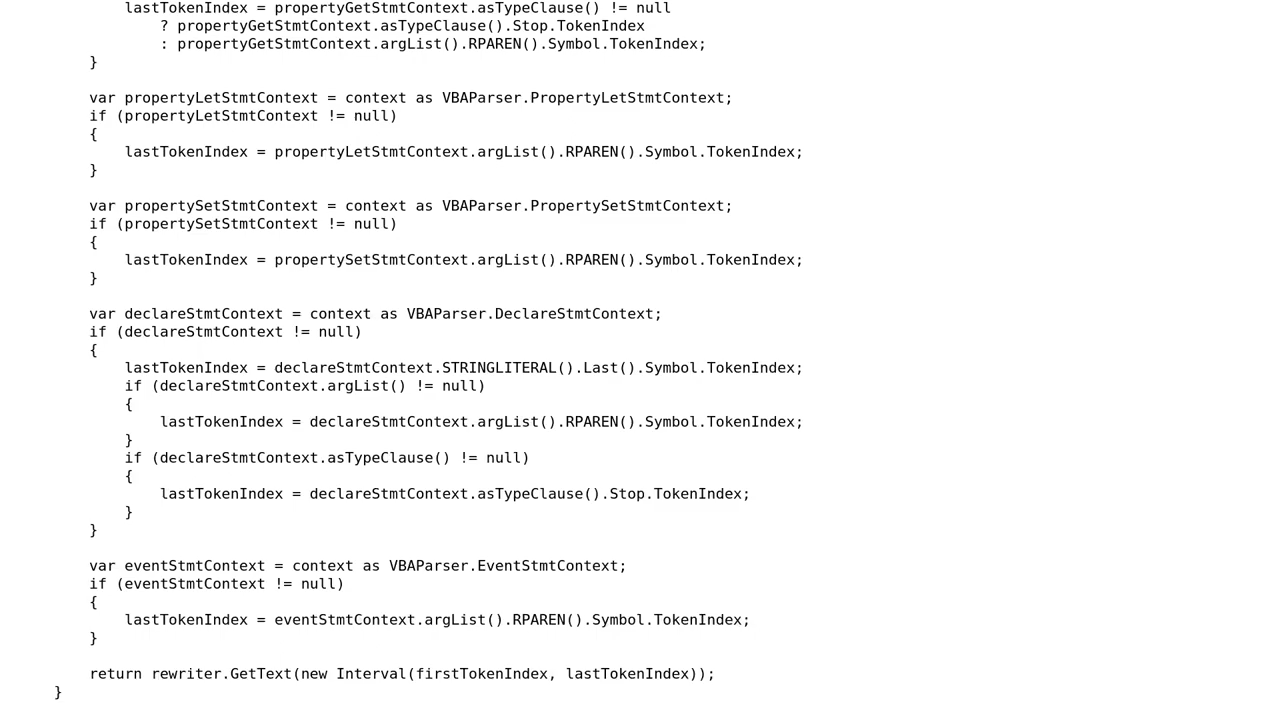 lastTokenIndex = propertyGetStmtContext.asTypeClause() != null
? propertyGetStmtContext.asTypeClause().Stop.TokenIndex
: propertyGetStmtContext.argList().RPAREN().Symbol.TokenIndex;
}
var propertyLetStmtContext = context as VBAParser.PropertyLetStmtContext;
if (propertyLetStmtContext != null)
{
lastTokenIndex = propertyLetStmtContext.argList().RPAREN().Symbol.TokenIndex;
}
var propertySetStmtContext = context as VBAParser.PropertySetStmtContext;
if (propertySetStmtContext != null)
{
lastTokenIndex = propertySetStmtContext.argList().RPAREN().Symbol.TokenIndex;
}
var declareStmtContext = context as VBAParser.DeclareStmtContext;
if (declareStmtContext != null)
{
lastTokenIndex = declareStmtContext.STRINGLITERAL().Last().Symbol.TokenIndex;
if (declareStmtContext.argList() != null)
{
lastTokenIndex = declareStmtContext.argList().RPAREN().Symbol.TokenIndex;
}
if (declareStmtContext.asTypeClause() != null)
{
lastTokenIndex = declareStmtContext.asTypeClause().Stop.TokenIndex;
}
}
var eventStmtContext = context as VBAParser.EventStmtContext;
if (eventStmtContext != null)
{
lastTokenIndex = eventStmtContext.argList().RPAREN().Symbol.TokenIndex;
}
return rewriter.GetText(new Interval(firstTokenIndex, lastTokenIndex));
}